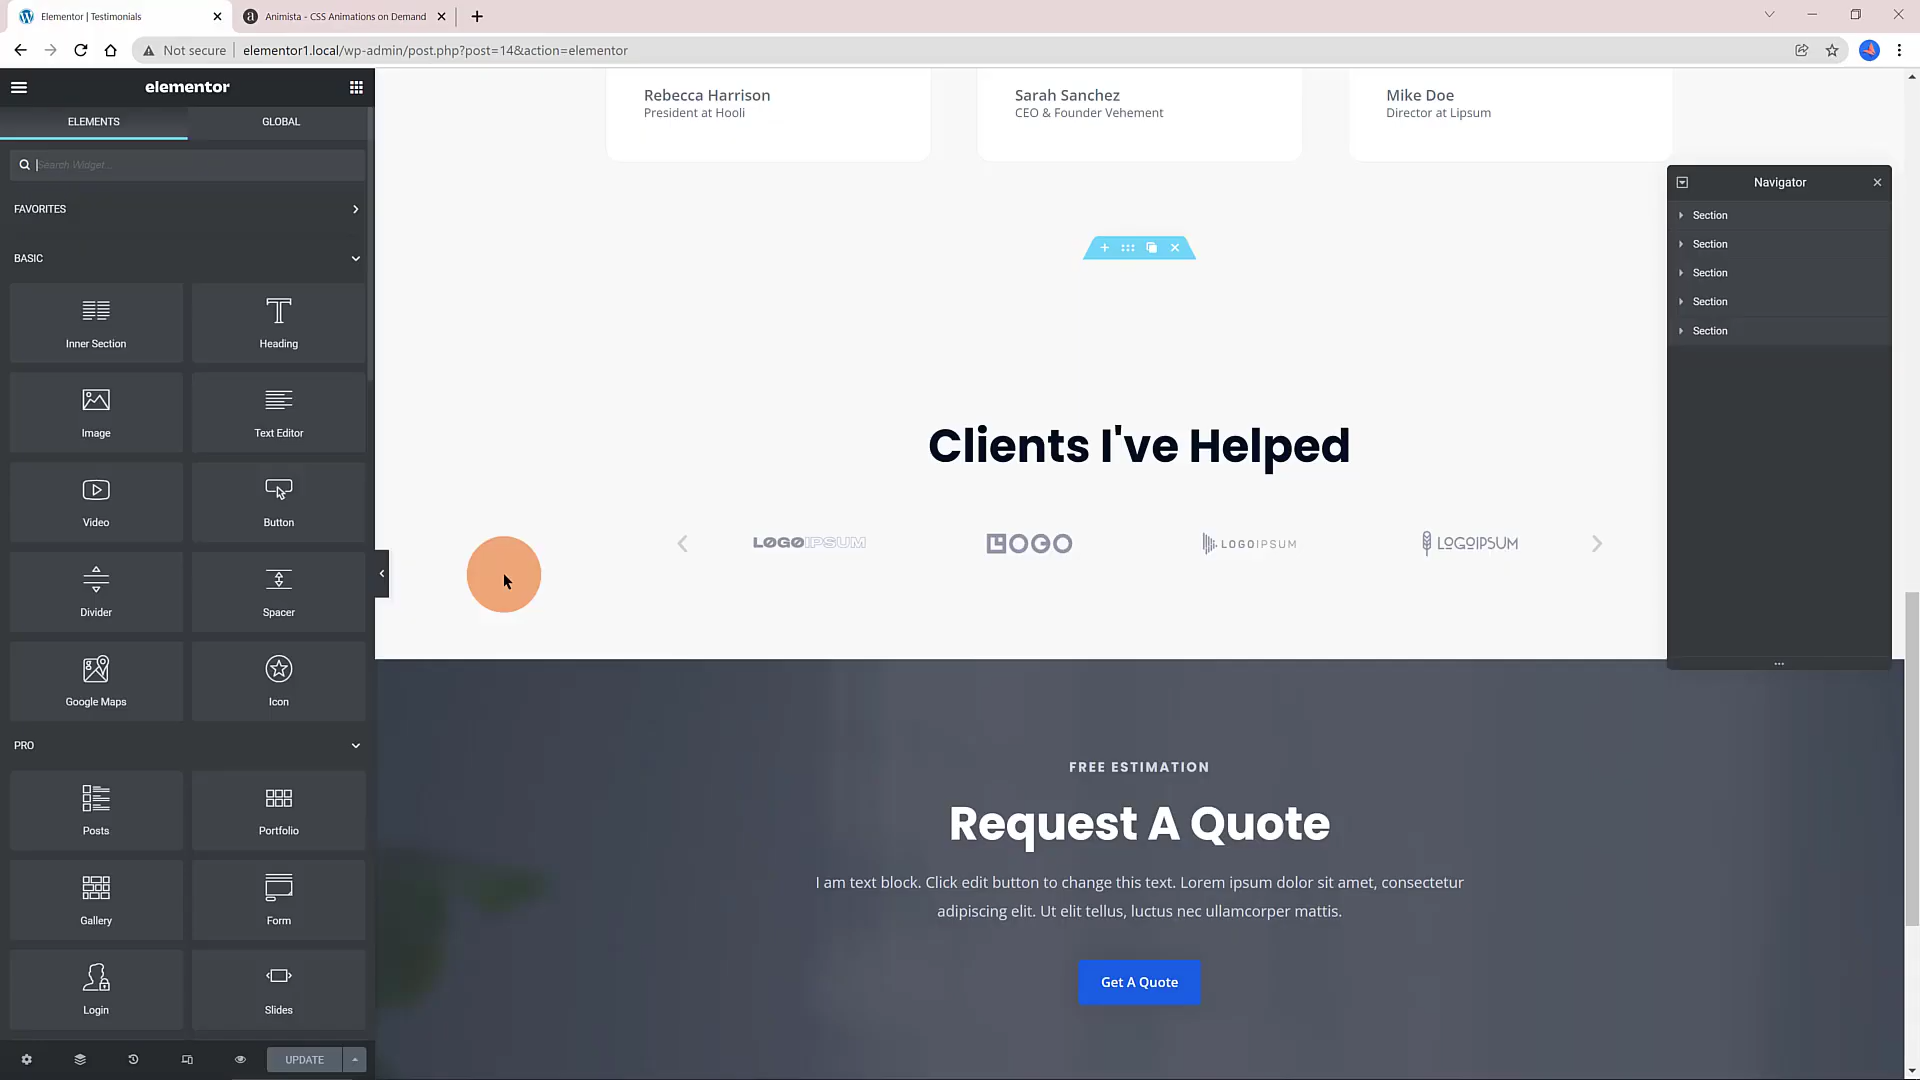 Elementor | Testimonials
Animista - CSS Animations on Demand
Not secure
elementor1.local/wp-admin/post.php?post=14&action=elementor
elementor
ELEMENTS
GLOBAL
Search Widget...
FAVORITES
BASIC
Inner Section
Heading
Image
Text Editor
Video
Button
Divider
Spacer
Google Maps
Icon
PRO
Posts
Portfolio
Gallery
Form
Login
Slides
UPDATE
Rebecca Harrison
President at Hooli
Sarah Sanchez
CEO & Founder Vehement
Mike Doe
Director at Lipsum
Clients I've Helped
LOGOIPSUM
LOGO
LOGOIPSUM
LOGOIPSUM
FREE ESTIMATION
Request A Quote
I am text block. Click edit button to change this text. Lorem ipsum dolor sit amet, consectetur
adipiscing elit. Ut elit tellus, luctus nec ullamcorper mattis.
Get A Quote
Navigator
Section
Section
Section
Section
Section